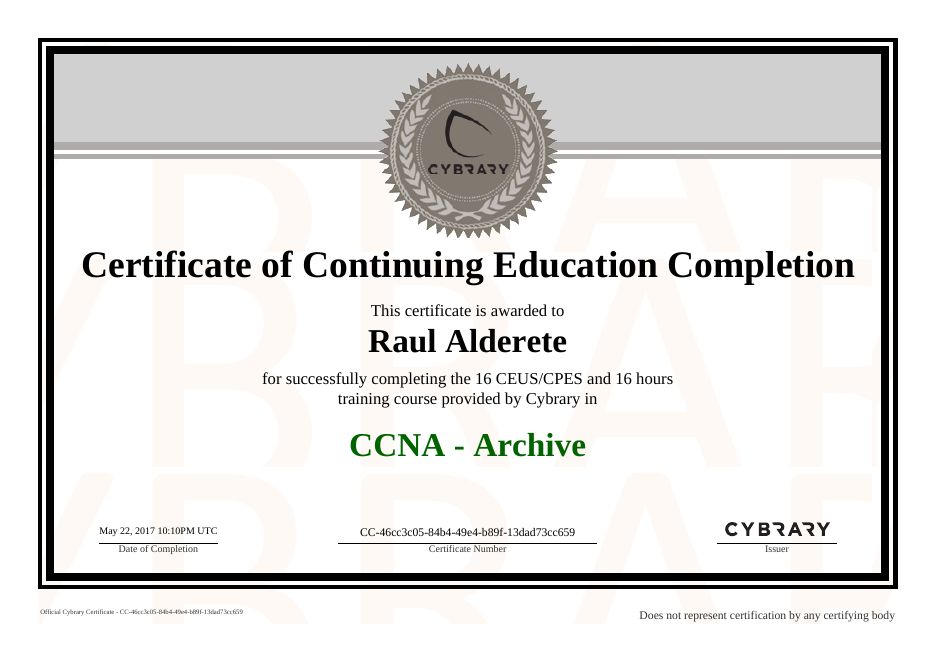 CYBRARY
Certificate of Continuing Education Completion
This certificate is awarded to
Raul Alderete
for successfully completing the 16 CEUS/CPES and 16 hours
training course provided by Cybrary in
CCNA - Archive
May 22, 2017 10:10PM UTC
Date of Completion
CC-46cc3c05-84b4-49e4-b89f-13dad73cc659
Certificate Number
CYBRARY
Issuer
Official Cybrary Certificate - CC-46cc3c05-84b4-49e4-b89f-13dad73cc659
Does not represent certification by any certifying body